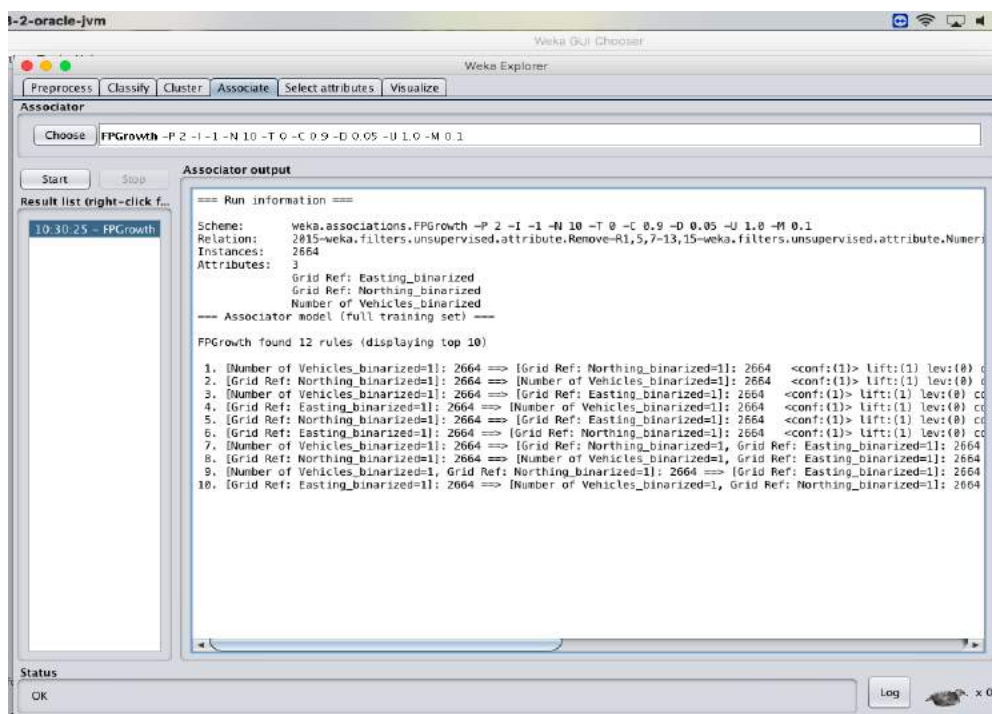 3-2-oracle-jvm
Weka GUI Chooser
Weka Explorer
Preprocess Classify Cluster Associate Select attributes Visualize
Associator
Choose FPGrowth -P 2 -I -1 -N 10 -T 0 -C 0.9 -D 0.05 -U 1.0 -M 0.1
Start Stop
Associator output
Result list (right-click f...
10:30:25 - FPGrowth
=== Run information ===
Scheme: weka.associations.FPGrowth -P 2 -I -1 -N 10 -T 0 -C 0.9 -D 0.05 -U 1.0 -M 0.1
Relation: 2015-weka.filters.unsupervised.attribute.Remove-R1,5,7-13,15-weka.filters.unsupervised.attribute.Numeri
Instances: 2664
Attributes: 3
Grid Ref: Easting_binarized
Grid Ref: Northing_binarized
Number of Vehicles_binarized
=== Associator model (full training set) ===
FPGrowth found 12 rules (displaying top 10)
1. [Number of Vehicles_binarized=1]: 2664 ==> [Grid Ref: Northing_binarized=1]: 2664 <conf:(1)> lift:(1) lev:(0) c
2. [Grid Ref: Northing_binarized=1]: 2664 ==> [Number of Vehicles_binarized=1]: 2664 <conf:(1)> lift:(1) lev:(0) c
3. [Number of Vehicles_binarized=1]: 2664 ==> [Grid Ref: Easting_binarized=1]: 2664 <conf:(1)> lift:(1) lev:(0) co
4. [Grid Ref: Easting_binarized=1]: 2664 ==> [Number of Vehicles_binarized=1]: 2664 <conf:(1)> lift:(1) lev:(0) co
5. [Grid Ref: Northing_binarized=1]: 2664 ==> [Grid Ref: Easting_binarized=1]: 2664 <conf:(1)> lift:(1) lev:(0) co
6. [Grid Ref: Easting_binarized=1]: 2664 ==> [Grid Ref: Northing_binarized=1]: 2664 <conf:(1)> lift:(1) lev:(0) co
7. [Number of Vehicles_binarized=1]: 2664 ==> [Grid Ref: Northing_binarized=1, Grid Ref: Easting_binarized=1]: 2664
8. [Grid Ref: Northing_binarized=1]: 2664 ==> [Number of Vehicles_binarized=1, Grid Ref: Easting_binarized=1]: 2664
9. [Number of Vehicles_binarized=1, Grid Ref: Northing_binarized=1]: 2664 ==> [Grid Ref: Easting_binarized=1]: 2664
10. [Grid Ref: Easting_binarized=1]: 2664 ==> [Number of Vehicles_binarized=1, Grid Ref: Northing_binarized=1]: 2664
Status
OK
Log
x 0